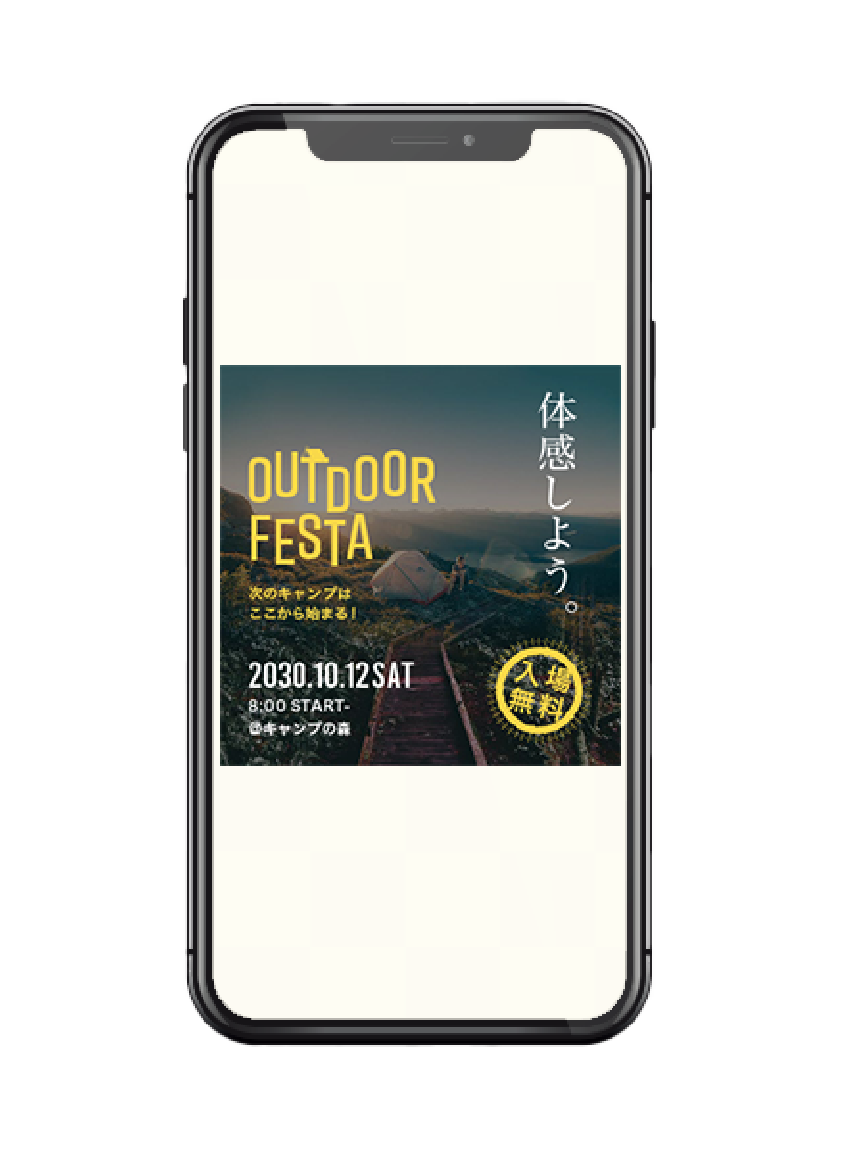 体感しよう。
OUTDOOR
FESTA
次のキャンプは
ここから始まる!
2030.10.12SAT
8:00 START-
@キャンプの森
入場
無料